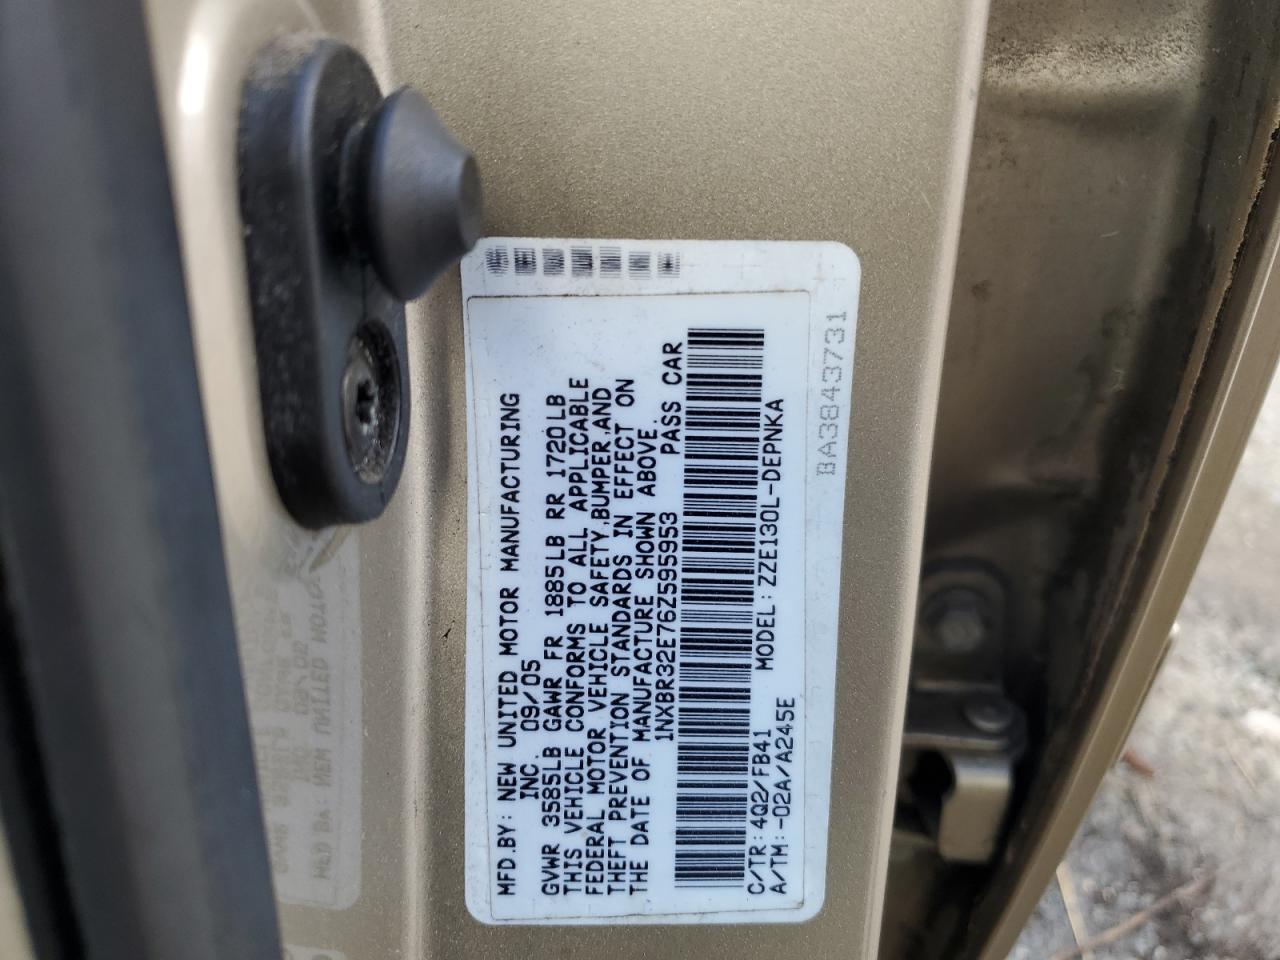 MFD.BY: NEW UNITED MOTOR MANUFACTURING
INC. 09/05
GVWR 3585LB GAWR FR 1885LB RR 1720LB
THIS VEHICLE CONFORMS TO ALL APPLICABLE
FEDERAL MOTOR VEHICLE SAFETY,BUMPER,AND
THEFT PREVENTION STANDARDS IN EFFECT ON
THE DATE OF MANUFACTURE SHOWN ABOVE.
1NXBR32E76Z595953 PASS CAR
C/TR: 4Q2/FB41 MODEL: ZZE130L-DEPNKA
A/TM: -02A/A245E
BA3843731